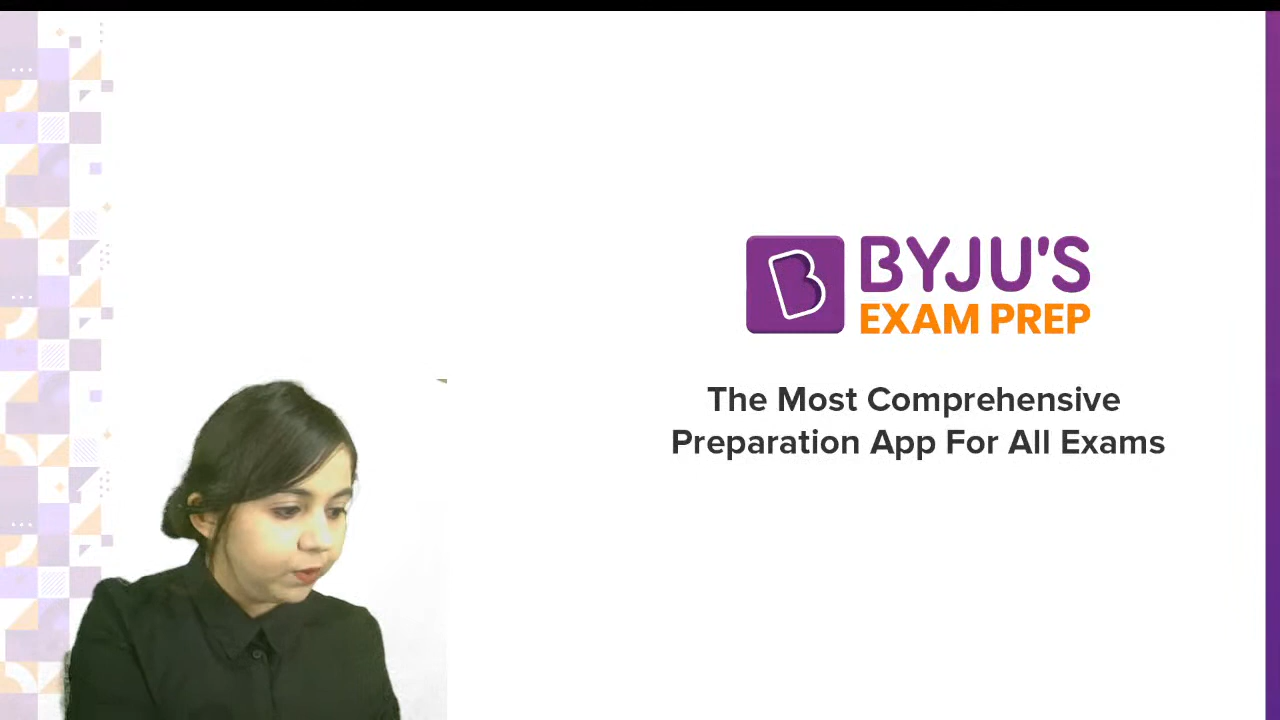 BYJU'S
EXAM PREP
The Most Comprehensive
Preparation App For All Exams